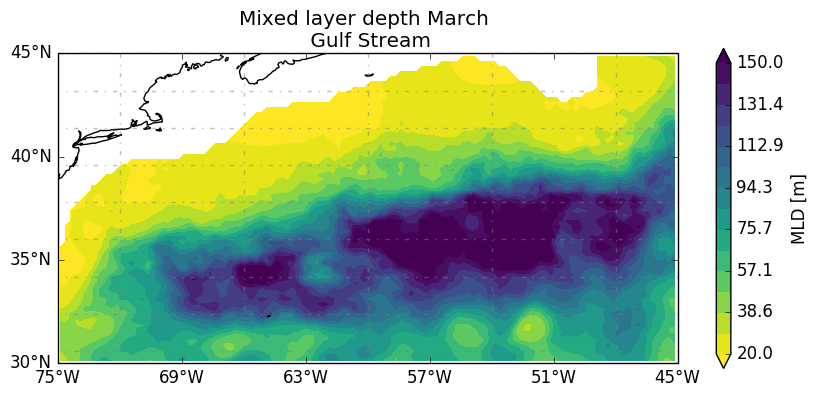 Mixed layer depth March
Gulf Stream
45°N
40°N
35°N
30°N
75°W
69°W
63°W
57°W
51°W
45°W
150.0
131.4
112.9
94.3
75.7
57.1
38.6
20.0
MLD [m]